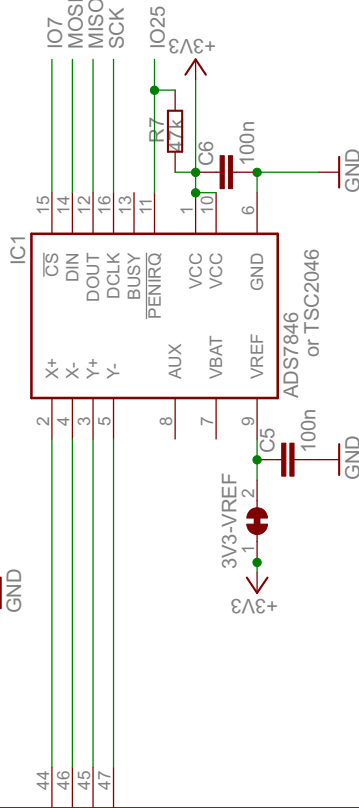 IO7
MOSI
MISO
SCK
IO25
+3V3
R7
47k
C6
100n
GND
15
14
12
16
13
11
1
10
6
IC1
CS
DIN
DOUT
DCLK
BUSY
PENIRQ
VCC
VCC
GND
ADS7846
or TSC2046
X+
X-
Y+
Y-
AUX
VBAT
VREF
2
4
3
5
8
7
9
C5
100n
GND
3V3-VREF
2
1
+3V3
GND
44
46
45
47